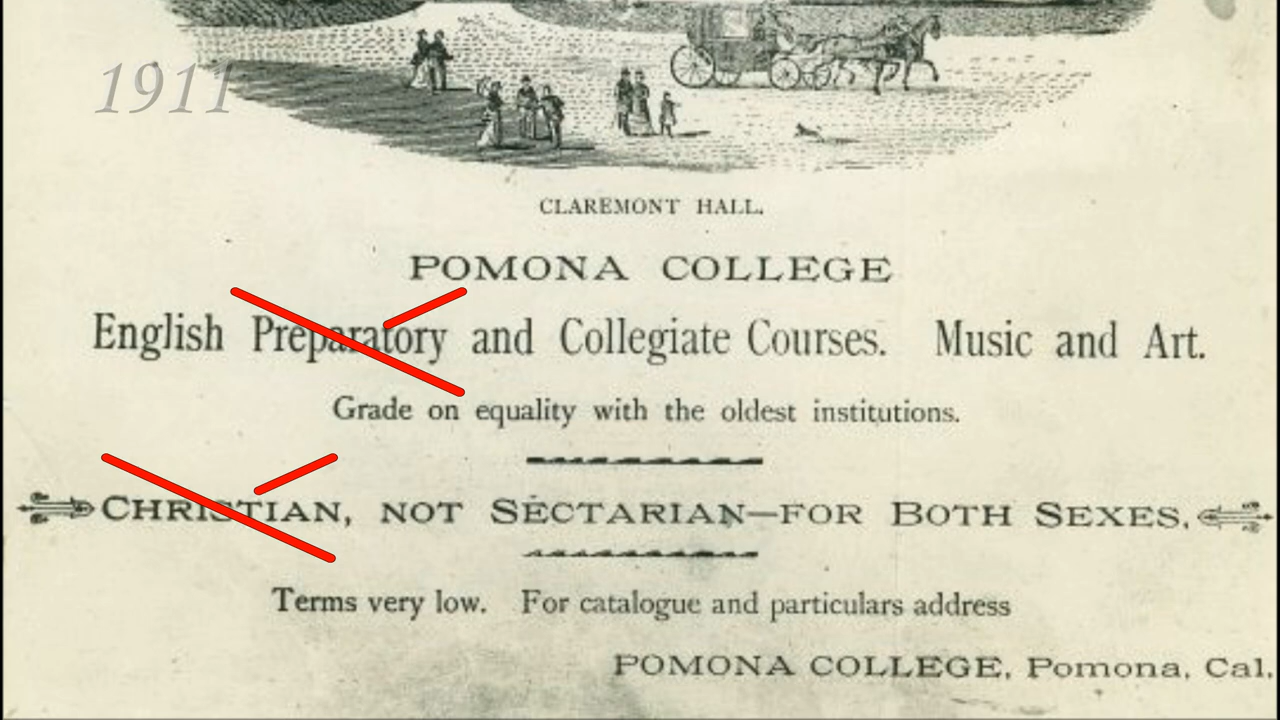 1911
CLAREMONT HALL.
POMONA COLLEGE
English Preparatory and Collegiate Courses. Music and Art.
Grade on equality with the oldest institutions.
CHRISTIAN, NOT SECTARIAN—FOR BOTH SEXES.
Terms very low. For catalogue and particulars address
POMONA COLLEGE, Pomona, Cal.